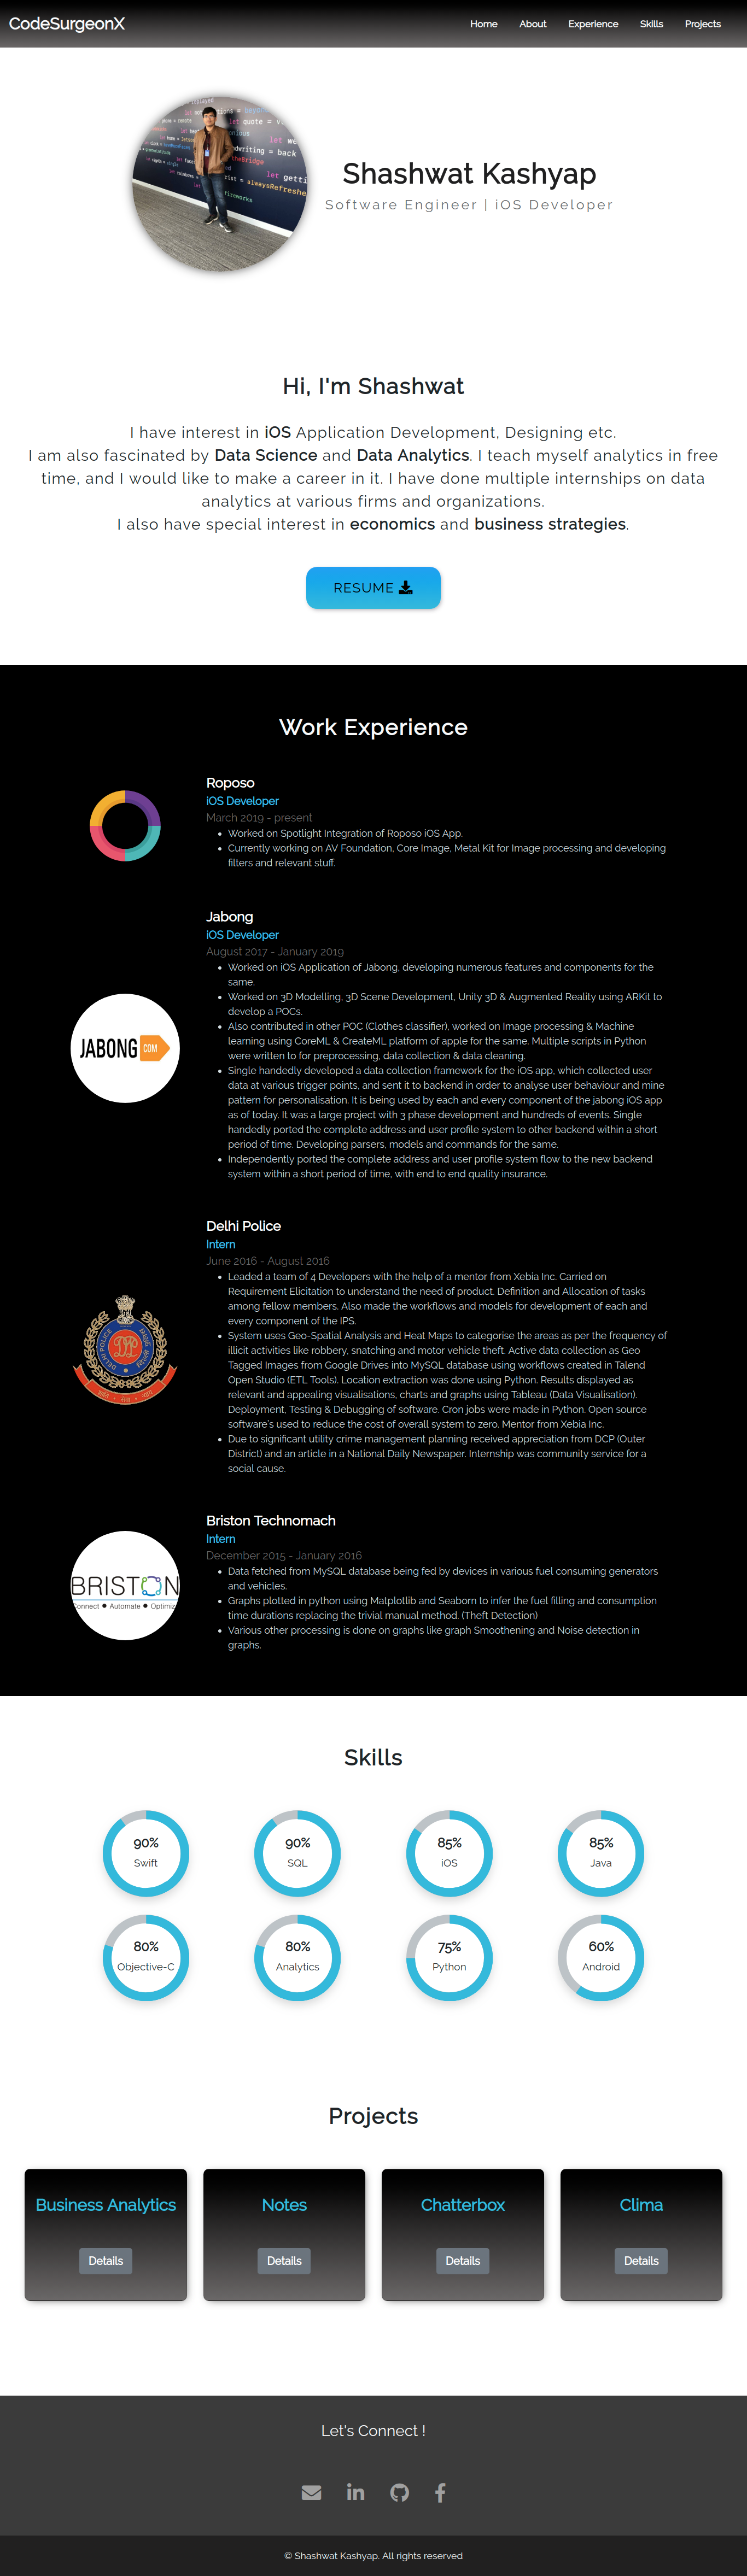 CodeSurgeonX
Home About Experience Skills Projects
Shashwat Kashyap
Software Engineer | iOS Developer
Hi, I'm Shashwat
I have interest in iOS Application Development, Designing etc.
I am also fascinated by Data Science and Data Analytics. I teach myself analytics in free
time, and I would like to make a career in it. I have done multiple internships on data
analytics at various firms and organizations.
I also have special interest in economics and business strategies.
RESUME
Work Experience
Roposo
iOS Developer
March 2019 - present
Worked on Spotlight Integration of Roposo iOS App.
Currently working on AV Foundation, Core Image, Metal Kit for Image processing and developing
filters and relevant stuff.
JABONG COM
Jabong
iOS Developer
August 2017 - January 2019
Worked on iOS Application of Jabong, developing numerous features and components for the
same.
Worked on 3D Modelling, 3D Scene Development, Unity 3D & Augmented Reality using ARKit to
develop a POCs.
Also contributed in other POC (Clothes classifier), worked on Image processing & Machine
learning using CoreML & CreateML platform of apple for the same. Multiple scripts in Python
were written to for preprocessing, data collection & data cleaning.
Single handedly developed a data collection framework for the iOS app, which collected user
data at various trigger points, and sent it to backend in order to analyse user behaviour and mine
pattern for personalisation. It is being used by each and every component of the jabong iOS app
as of today. It was a large project with 3 phase development and hundreds of events. Single
handedly ported the complete address and user profile system to other backend within a short
period of time. Developing parsers, models and commands for the same.
Independently ported the complete address and user profile system flow to the new backend
system within a short period of time, with end to end quality insurance.
Delhi Police
Intern
June 2016 - August 2016
Leaded a team of 4 Developers with the help of a mentor from Xebia Inc. Carried on
Requirement Elicitation to understand the need of product. Definition and Allocation of tasks
among fellow members. Also made the workflows and models for development of each and
every component of the IPS.
System uses Geo-Spatial Analysis and Heat Maps to categorise the areas as per the frequency of
illicit activities like robbery, snatching and motor vehicle theft. Active data collection as Geo
Tagged Images from Google Drives into MySQL database using workflows created in Talend
Open Studio (ETL Tools). Location extraction was done using Python. Results displayed as
relevant and appealing visualisations, charts and graphs using Tableau (Data Visualisation).
Deployment, Testing & Debugging of software. Cron jobs were made in Python. Open source
software's used to reduce the cost of overall system to zero. Mentor from Xebia Inc.
Due to significant utility crime management planning received appreciation from DCP (Outer
District) and an article in a National Daily Newspaper. Internship was community service for a
social cause.
BRISTON
Connect • Automate • Optimiz
Briston Technomach
Intern
December 2015 - January 2016
Data fetched from MySQL database being fed by devices in various fuel consuming generators
and vehicles.
Graphs plotted in python using Matplotlib and Seaborn to infer the fuel filling and consumption
time durations replacing the trivial manual method. (Theft Detection)
Various other processing is done on graphs like graph Smoothening and Noise detection in
graphs.
Skills
90% 90% 85% 85%
Swift SQL iOS Java
80% 80% 75% 60%
Objective-C Analytics Python Android
Projects
Business Analytics Notes Chatterbox Clima
Details Details Details Details
Let's Connect !
© Shashwat Kashyap. All rights reserved